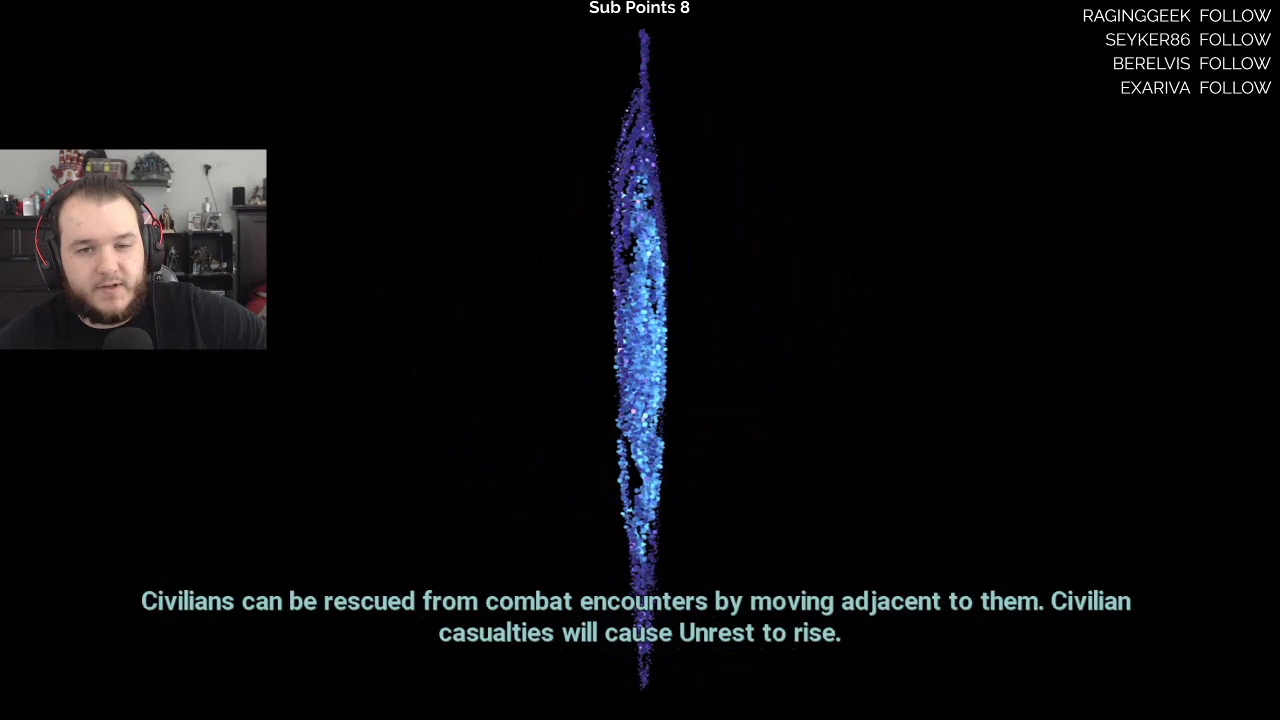 Sub Points 8
RAGINGGEEK FOLLOW
SEYKER86 FOLLOW
BERELVIS FOLLOW
EXARIVA FOLLOW
Civilians can be rescued from combat encounters by moving adjacent to them. Civilian
casualties will cause Unrest to rise.